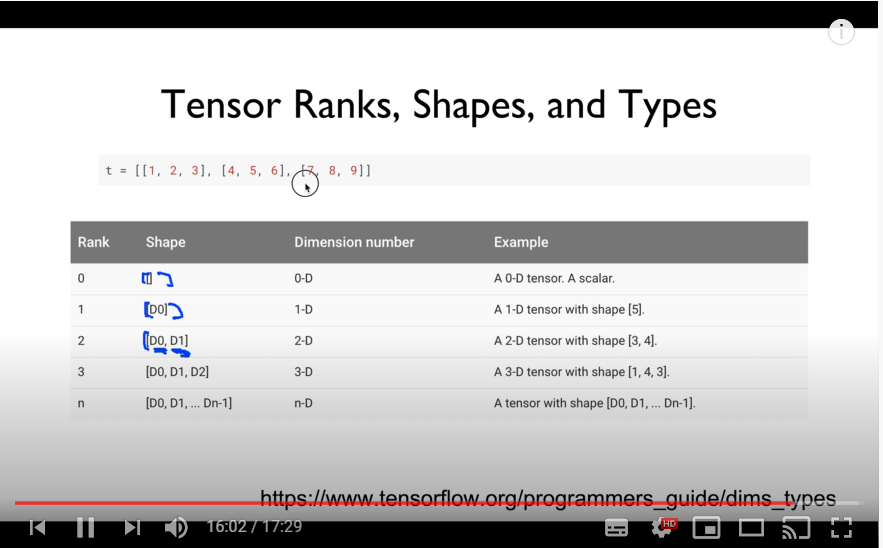 Tensor Ranks, Shapes, and Types
t = [[1, 2, 3], [4, 5, 6], [7, 8, 9]]
Rank Shape Dimension number Example
0 [] 0-D A 0-D tensor. A scalar.
1 [D0] 1-D A 1-D tensor with shape [5].
2 [D0, D1] 2-D A 2-D tensor with shape [3, 4].
3 [D0, D1, D2] 3-D A 3-D tensor with shape [1, 4, 3].
n [D0, D1, ... Dn-1] n-D A tensor with shape [D0, D1, ... Dn-1].
https://www.tensorflow.org/programmers_guide/dims_types
16:02 / 17:29 HD